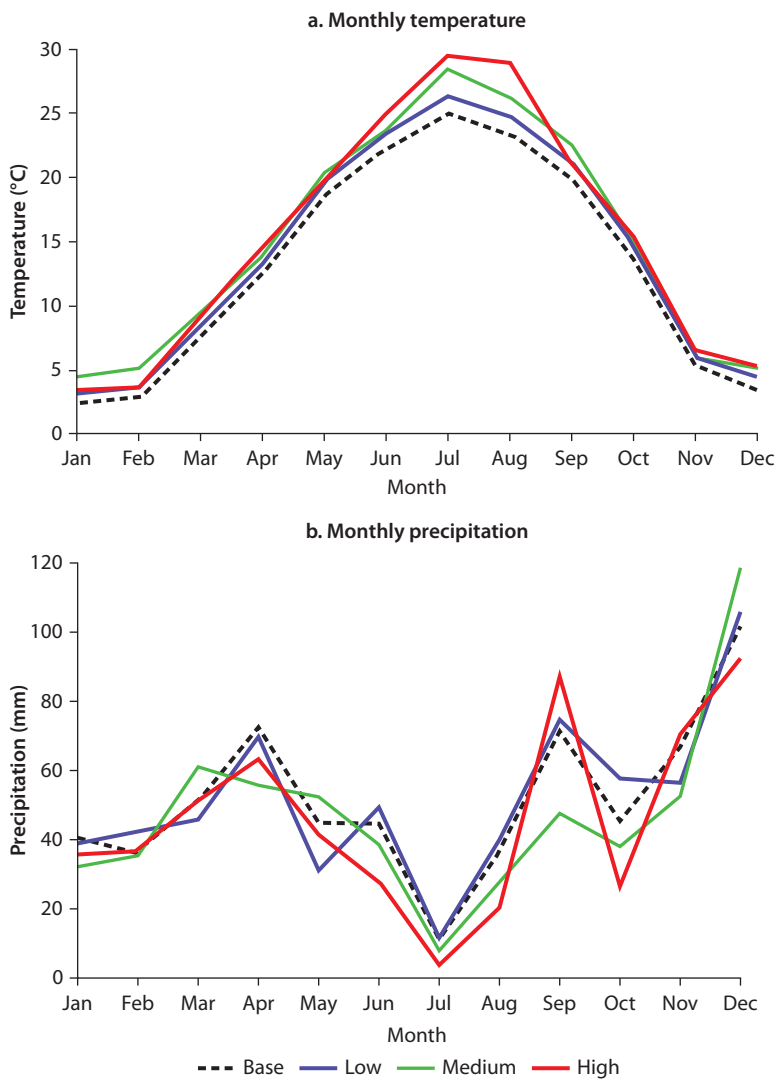 a. Monthly temperature
30
25
20
15
10
5
0
Temperature (°C)
Jan Feb Mar Apr May Jun Jul Aug Sep Oct Nov Dec
Month
b. Monthly precipitation
120
100
80
60
40
20
0
Precipitation (mm)
Jan Feb Mar Apr May Jun Jul Aug Sep Oct Nov Dec
Month
Base Low Medium High